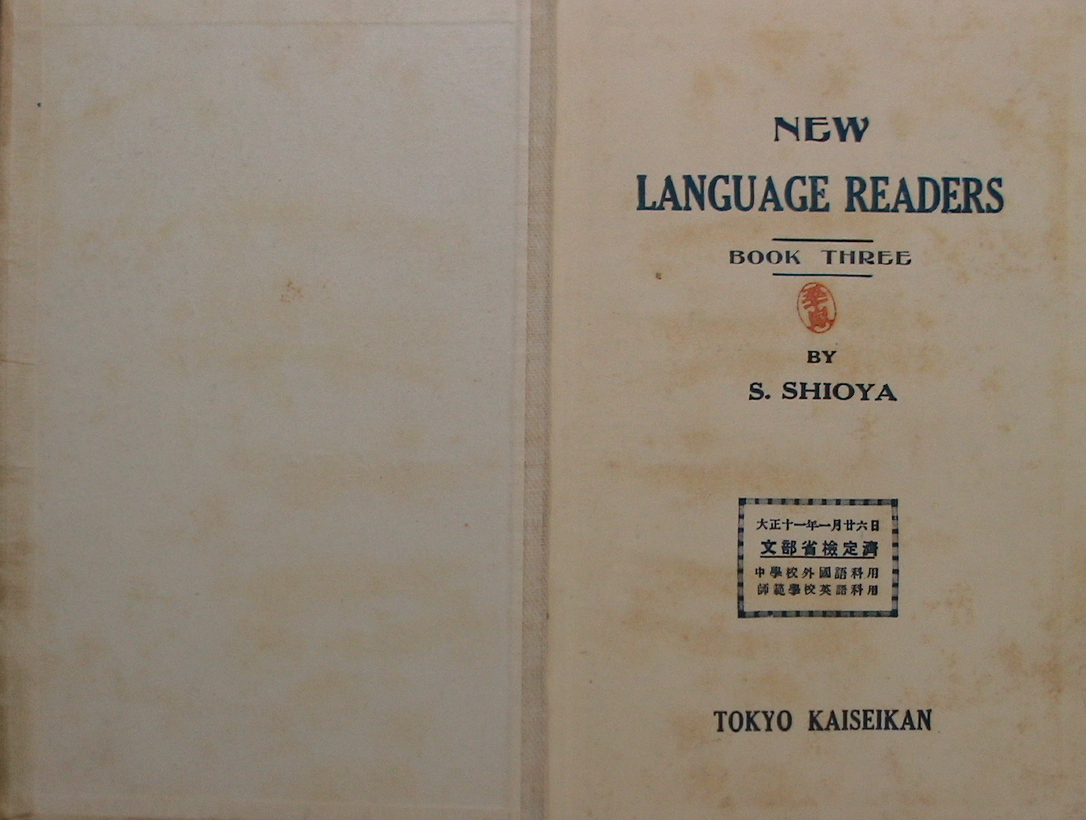 NEW
LANGUAGE READERS
BOOK THREE
BY
S. SHIOYA
大正十一年一月廿六日
文部省檢定濟
中學校外國語科用
師範學校英語科用
TOKYO KAISEIKAN